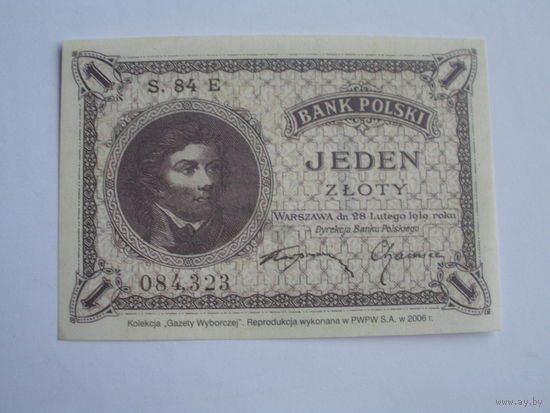 1 1
S. 84 E
BANK POLSKI
JEDEN
ZŁOTY
WARSZAWA dn 28 Lutego 1919 roku
Dyrekcja Banku Polskiego
084,323
1 1
Kolekcja „Gazety Wyborczej”. Reprodukcja wykonana w PWPW S.A. w 2006 r.
www.ay.by